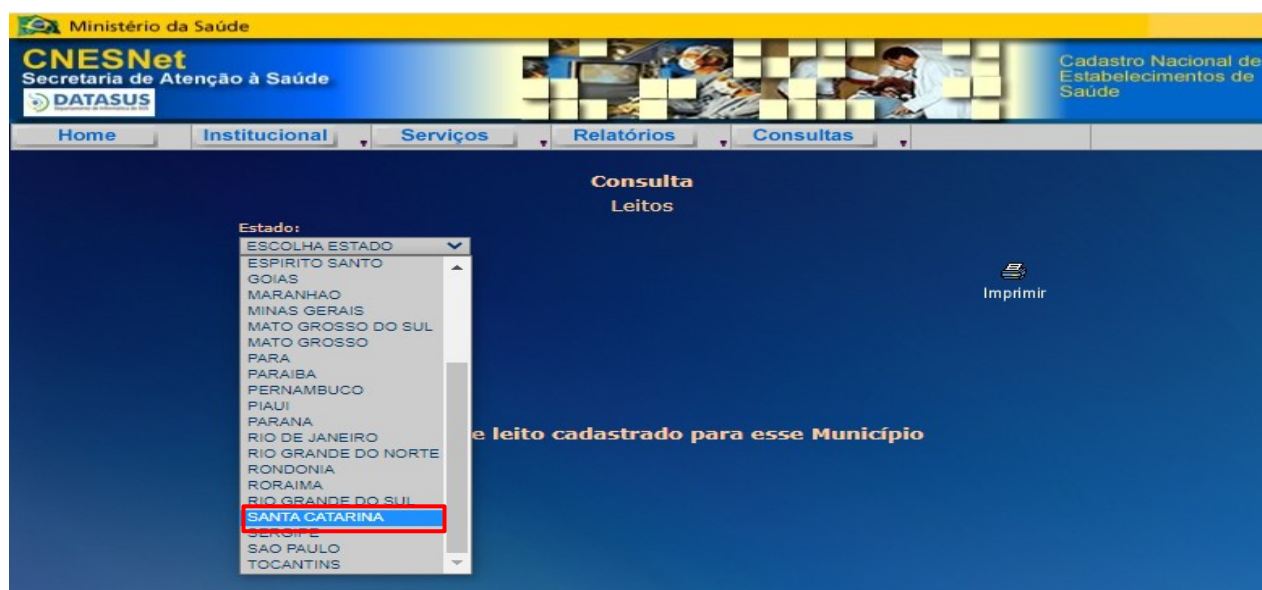 Ministério da Saúde
CNESNet
Secretaria de Atenção à Saúde
DATASUS
Cadastro Nacional de
Estabelecimentos de
Saúde
Home Institucional Serviços Relatórios Consultas
Consulta
Leitos
Estado:
ESCOLHA ESTADO
ESPIRITO SANTO
GOIAS
MARANHAO
MINAS GERAIS
MATO GROSSO DO SUL
MATO GROSSO
PARA
PARAIBA
PERNAMBUCO
PIAUI
PARANA
RIO DE JANEIRO
RIO GRANDE DO NORTE
RONDONIA
RORAIMA
RIO GRANDE DO SUL
SANTA CATARINA
SERGIPE
SAO PAULO
TOCANTINS
Imprimir
e leito cadastrado para esse Município